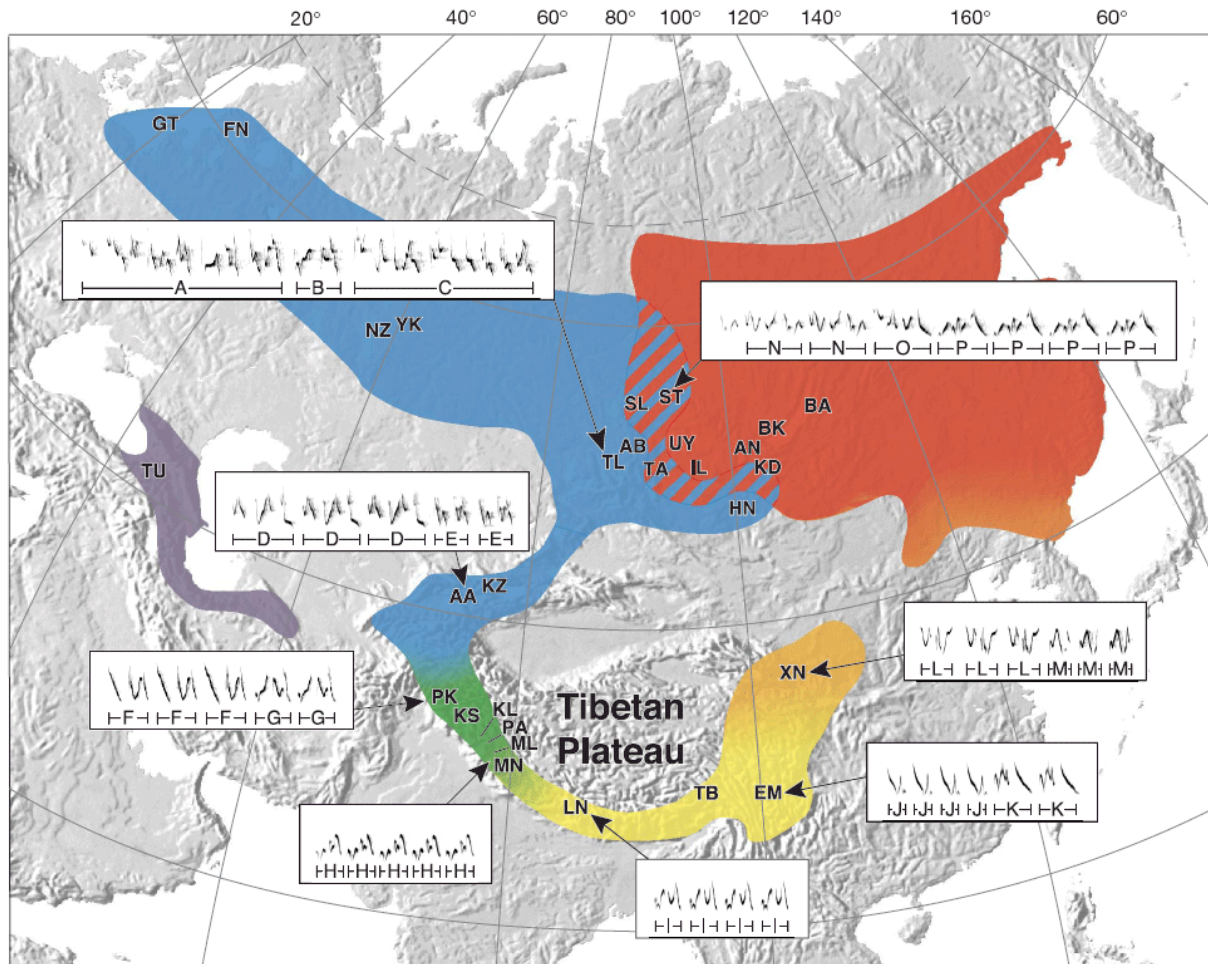 20° 40° 60° 80° 100° 120° 140° 160° 60°
GT FN
A B C
NZ YK
N N O P P P P
SL ST BA
BK
AB UY AN
TL TA IL KD
TU
HN
D D D E E
KZ
AA
L L L M M M
XN
F F F G G
PK KL
KS PA
ML
MN
Tibetan
Plateau
TB EM
LN
J J J J K K
H H H H H
I I I I